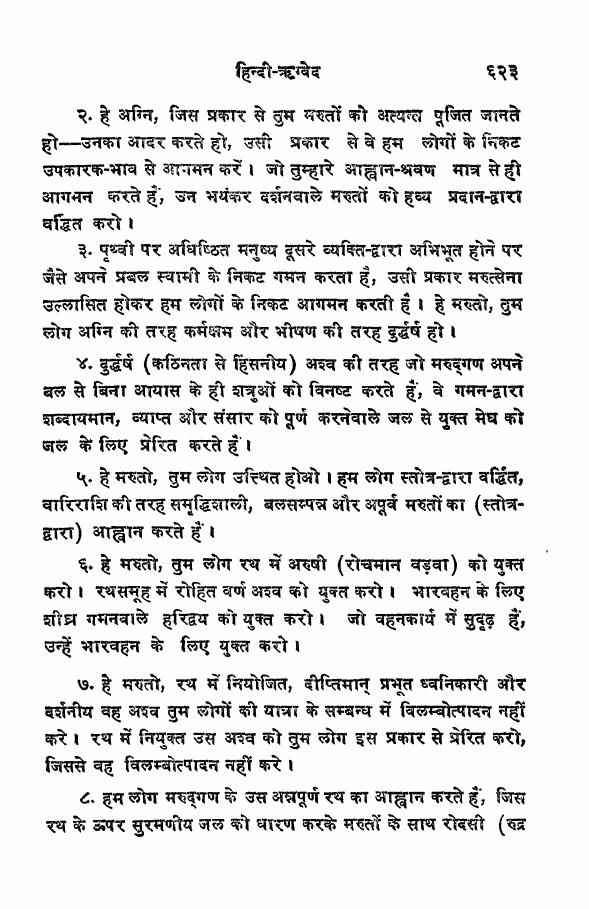 हिन्दी-ऋग्वेद ६२३
२. हे अग्नि, जिस प्रकार से तुम मरुतों को अत्यन्त पूजित जानते
हो—उनका आदर करते हो, उसी प्रकार से वे हम लोगों के निकट
उपकारक-भाव से आगमन करें। जो तुम्हारे आह्वान-श्रवण मात्र से ही
आगमन करते हैं, उन भयंकर दर्शनवाले मरुतों को हव्य प्रदान-द्वारा
वर्द्धित करो।
३. पृथ्वी पर अधिष्ठित मनुष्य दूसरे व्यक्ति-द्वारा अभिभूत होने पर
जैसे अपने प्रबल स्वामी के निकट गमन करता है, उसी प्रकार मरुत्सेना
उल्लासित होकर हम लोगों के निकट आगमन करती है। हे मरुतो, तुम
लोग अग्नि की तरह कर्मक्षम और भीषण की तरह दुर्द्धर्ष हो।
४. दुर्द्धर्ष (कठिनता से हिंसनीय) अश्व की तरह जो मरुद्गण अपने
बल से बिना आयास के ही शत्रुओं को विनष्ट करते हैं, वे गमन-द्वारा
शब्दायमान, व्याप्त और संसार को पूर्ण करनेवाले जल से युक्त मेघ को
जल के लिए प्रेरित करते हैं।
५. हे मरुतो, तुम लोग उत्थित होओ। हम लोग स्तोत्र-द्वारा वर्द्धित,
वारिराशि की तरह समृद्धिशाली, बलसम्पन्न और अपूर्व मरुतों का (स्तोत्र-
द्वारा) आह्वान करते हैं।
६. हे मरुतो, तुम लोग रथ में अरुषी (रोचमान वड़वा) को युक्त
करो। रथसमूह में रोहित वर्ण अश्व को युक्त करो। भारवहन के लिए
शीघ्र गमनवाले हरिद्वय को युक्त करो। जो वहनकार्य में सुदृढ़ हैं,
उन्हें भारवहन के लिए युक्त करो।
७. हे मरुतो, रथ में नियोजित, दीप्तिमान् प्रभूत ध्वनिकारी और
दर्शनीय वह अश्व तुम लोगों की यात्रा के सम्बन्ध में विलम्बोत्पादन नहीं
करे। रथ में नियुक्त उस अश्व को तुम लोग इस प्रकार से प्रेरित करो,
जिससे वह विलम्बोत्पादन नहीं करे।
८. हम लोग मरुद्गण के उस अन्नपूर्ण रथ का आह्वान करते हैं, जिस
रथ के ऊपर सुरमणीय जल को धारण करके मरुतों के साथ रोदसी (रुद्र